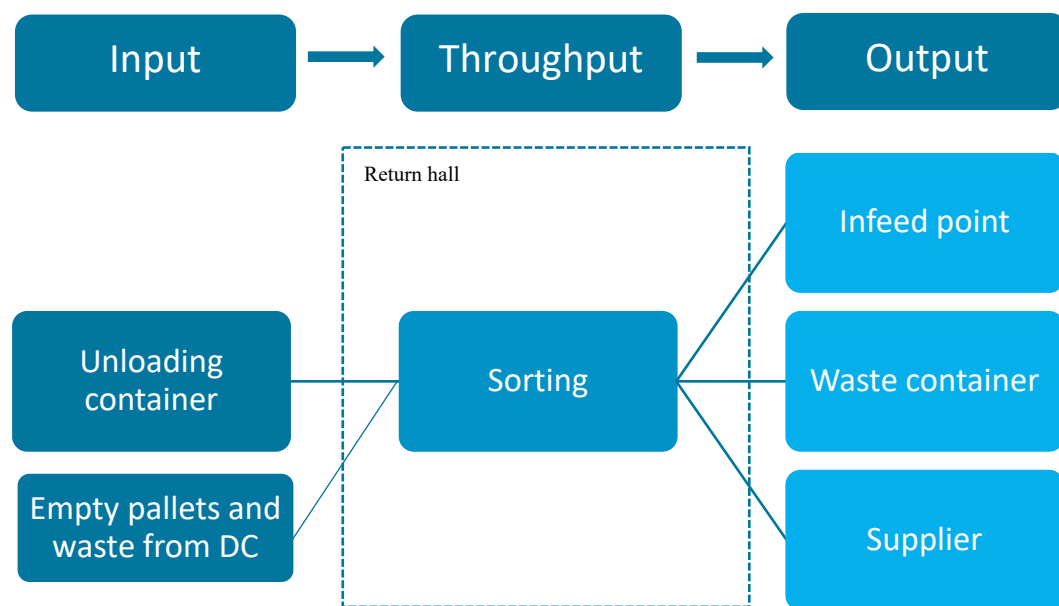 Input
Throughput
Output
Return hall
Infeed point
Unloading
container
Sorting
Waste container
Empty pallets and
waste from DC
Supplier